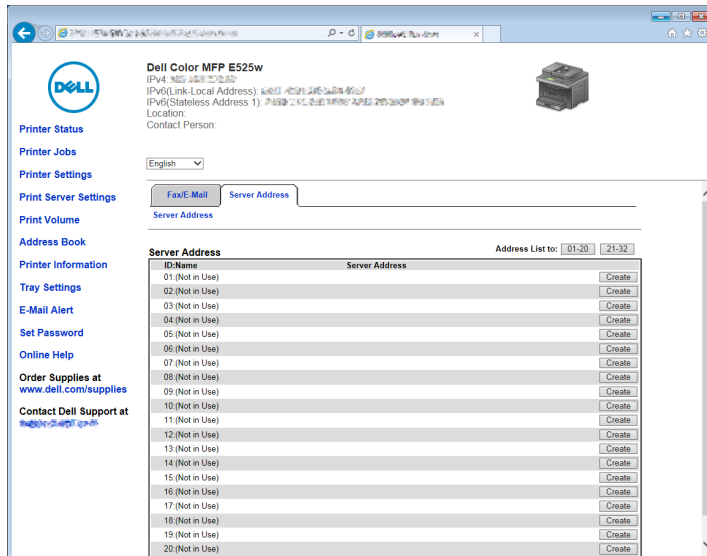 DELL
Dell Color MFP E525w
IPv4:
IPv6(Link-Local Address):
IPv6(Stateless Address 1):
Location:
Contact Person:
English
Printer Status
Printer Jobs
Printer Settings
Print Server Settings
Print Volume
Address Book
Printer Information
Tray Settings
E-Mail Alert
Set Password
Online Help
Order Supplies at
www.dell.com/supplies
Contact Dell Support at
Fax/E-Mail Server Address
Server Address
Server Address Address List to: 01-20 21-32
ID:Name Server Address
01:(Not in Use) Create
02:(Not in Use) Create
03:(Not in Use) Create
04:(Not in Use) Create
05:(Not in Use) Create
06:(Not in Use) Create
07:(Not in Use) Create
08:(Not in Use) Create
09:(Not in Use) Create
10:(Not in Use) Create
11:(Not in Use) Create
12:(Not in Use) Create
13:(Not in Use) Create
14:(Not in Use) Create
15:(Not in Use) Create
16:(Not in Use) Create
17:(Not in Use) Create
18:(Not in Use) Create
19:(Not in Use) Create
20:(Not in Use) Create